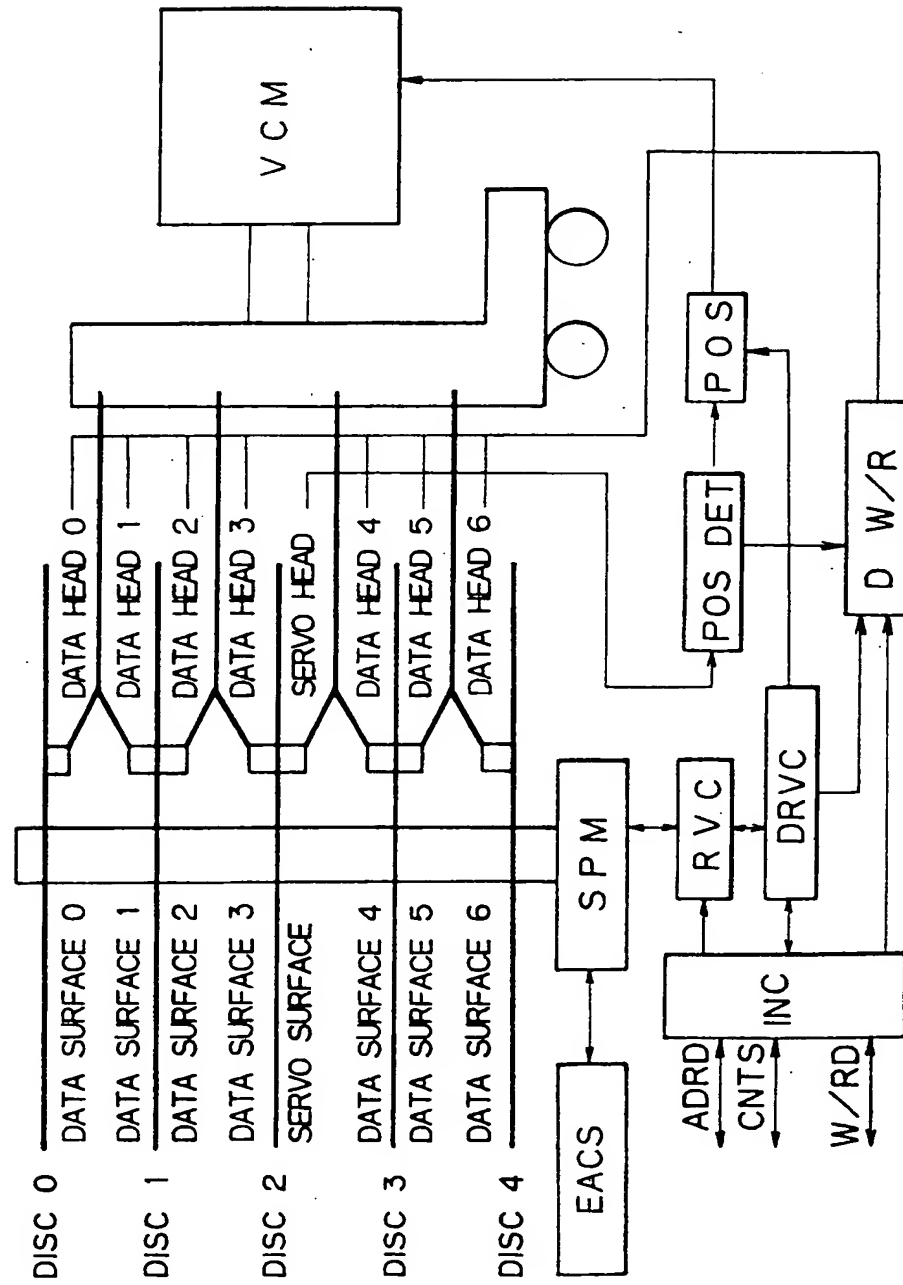 DISC 0
DATA SURFACE 0
DATA HEAD 0
DATA SURFACE 1
DATA HEAD 1
DISC 1
DATA SURFACE 2
DATA HEAD 2
DATA SURFACE 3
DATA HEAD 3
DISC 2
SERVO SURFACE
SERVO HEAD
DATA SURFACE 4
DATA HEAD 4
DISC 3
DATA SURFACE 5
DATA HEAD 5
DATA SURFACE 6
DATA HEAD 6
DISC 4
VCM
EACS
SPM
RVC
POS DET
POS
ADRD
CNTS
W/RD
INC
DRVC
D W/R